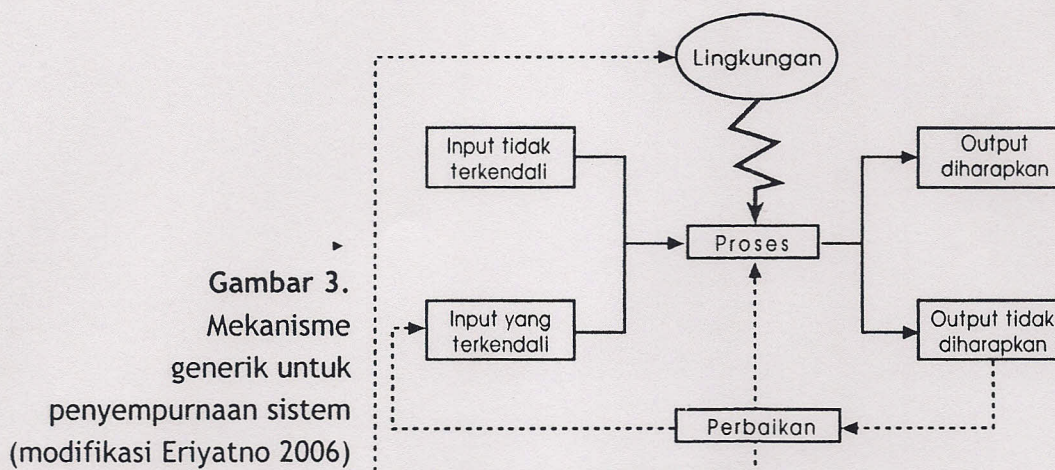 Lingkungan
Input tidak
terkendali
Output
diharapkan
Proses
Gambar 3.
Mekanisme
generik untuk
penyempurnaan sistem
(modifikasi Eriyatno 2006)
Input yang
terkendali
Output tidak
diharapkan
Perbaikan